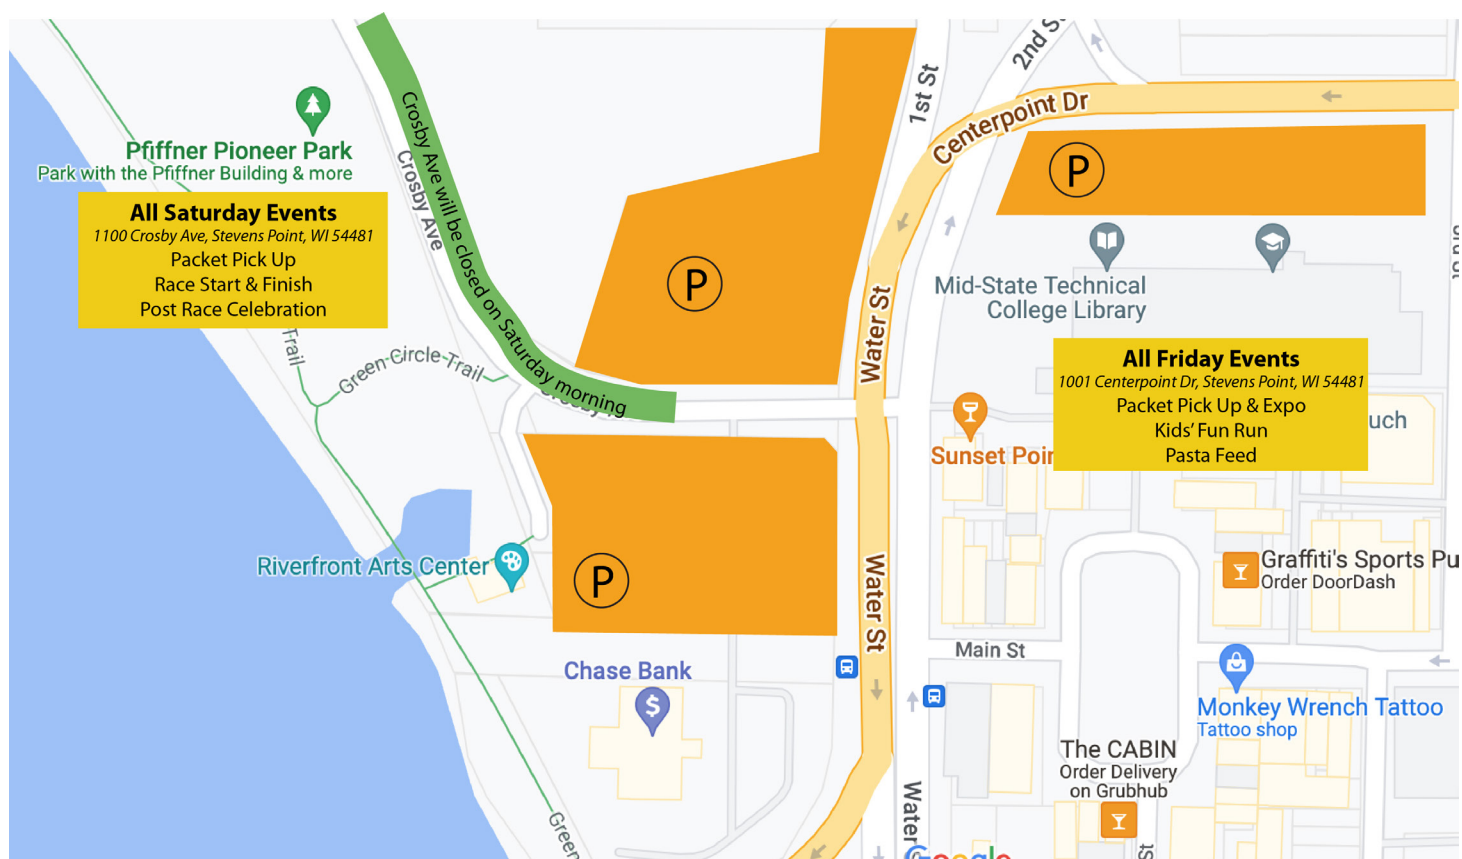 2nd S
1st St
Centerpoint Dr
P
Pfiffner Pioneer Park
Park with the Pfiffner Building & more
Crosby Ave
Crosby Ave will be closed on Saturday morning
All Saturday Events
1100 Crosby Ave, Stevens Point, WI 54481
Packet Pick Up
Race Start & Finish
Post Race Celebration
P
Mid-State Technical
College Library
Trail
Green Circle Trail
Water St
All Friday Events
1001 Centerpoint Dr, Stevens Point, WI 54481
Packet Pick Up & Expo
Kids' Fun Run
Pasta Feed
uch
Sunset Poin
Riverfront Arts Center
P
Water St
Graffiti's Sports Pu
Order DoorDash
Main St
Chase Bank
$
Monkey Wrench Tattoo
Tattoo shop
The CABIN
Order Delivery
on Grubhub
Water S
Green
St
Google